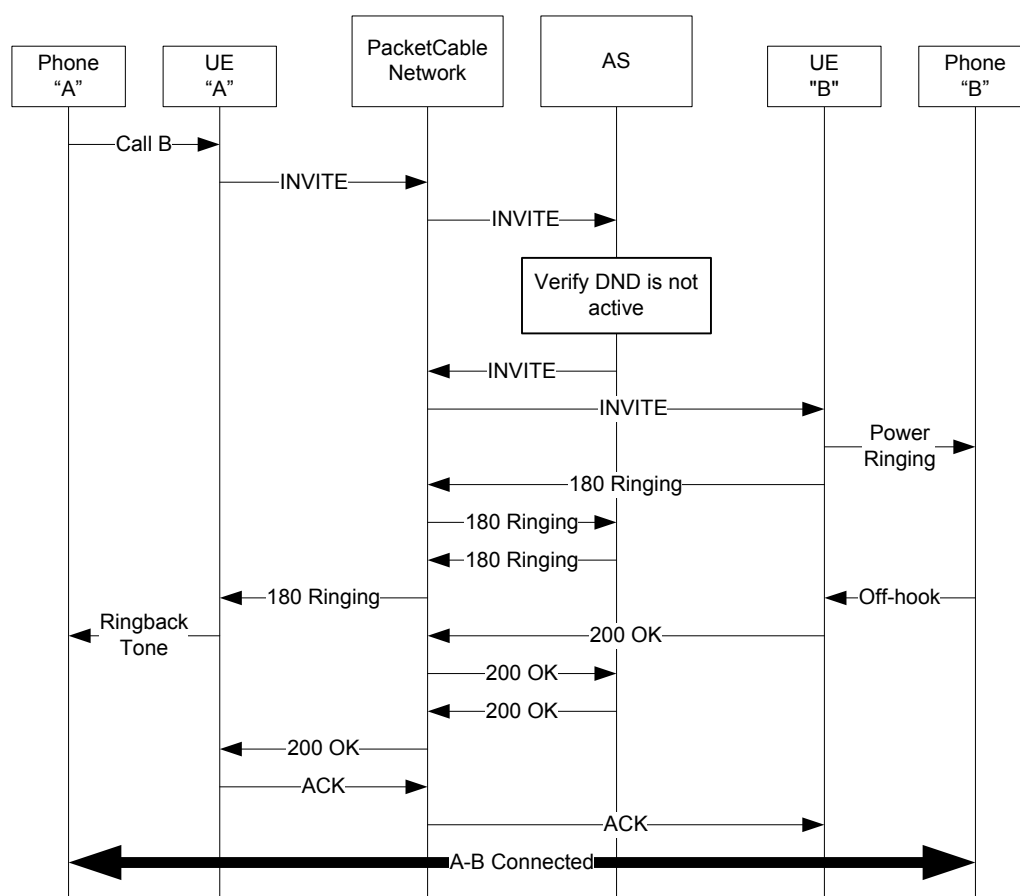 Phone
“A”
UE
“A”
PacketCable
Network
AS
UE
"B"
Phone
“B”
Call B
INVITE
INVITE
Verify DND is not
active
INVITE
INVITE
Power
Ringing
180 Ringing
180 Ringing
180 Ringing
180 Ringing
Off-hook
Ringback
Tone
200 OK
200 OK
200 OK
200 OK
ACK
ACK
A-B Connected